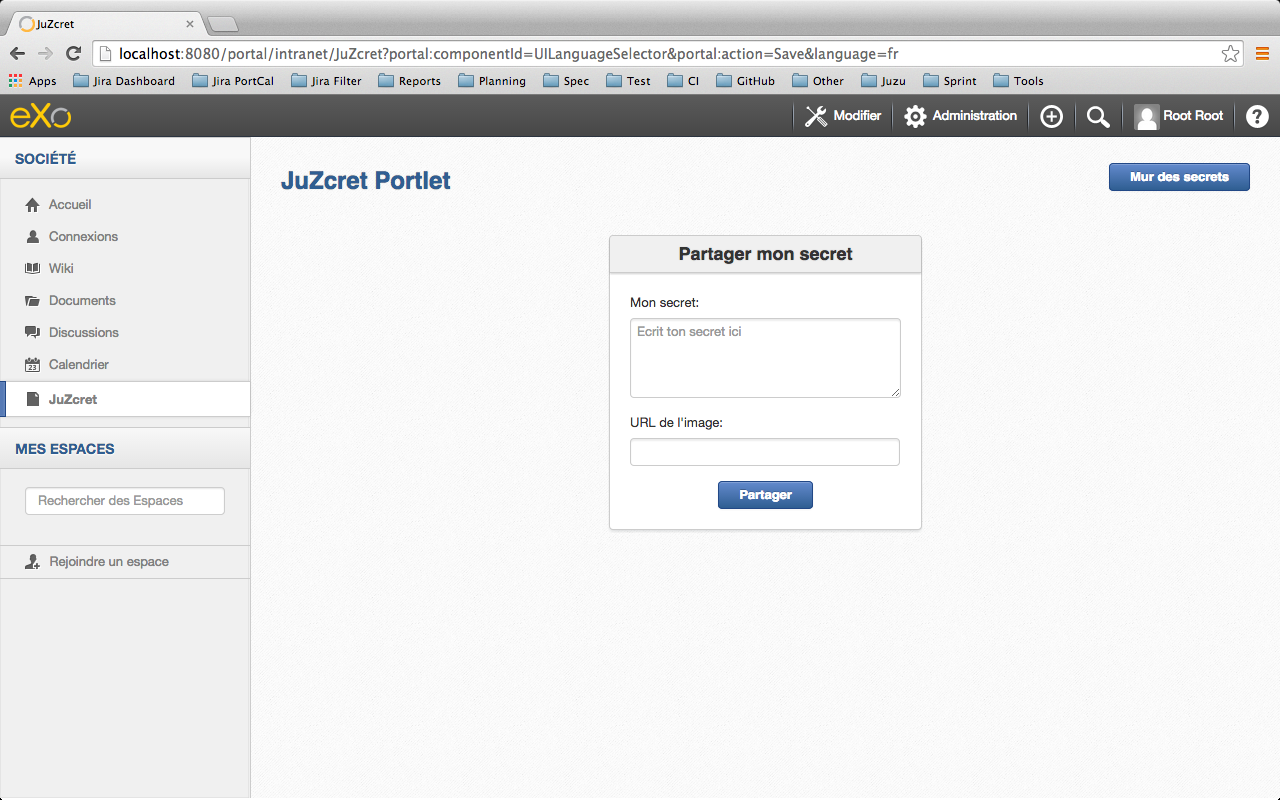 JuZcret
localhost:8080/portal/intranet/JuZcret?portal:componentId=UILanguageSelector&portal:action=Save&language=fr
Apps Jira Dashboard Jira PortCal Jira Filter Reports Planning Spec Test CI GitHub Other Juzu Sprint Tools
eXo Modifier Administration Root Root ?
SOCIÉTÉ
Accueil
Connexions
Wiki
Documents
Discussions
23 Calendrier
JuZcret
MES ESPACES
Rechercher des Espaces
Rejoindre un espace
JuZcret Portlet
Mur des secrets
Partager mon secret
Mon secret:
Ecrit ton secret ici
URL de l'image:
Partager